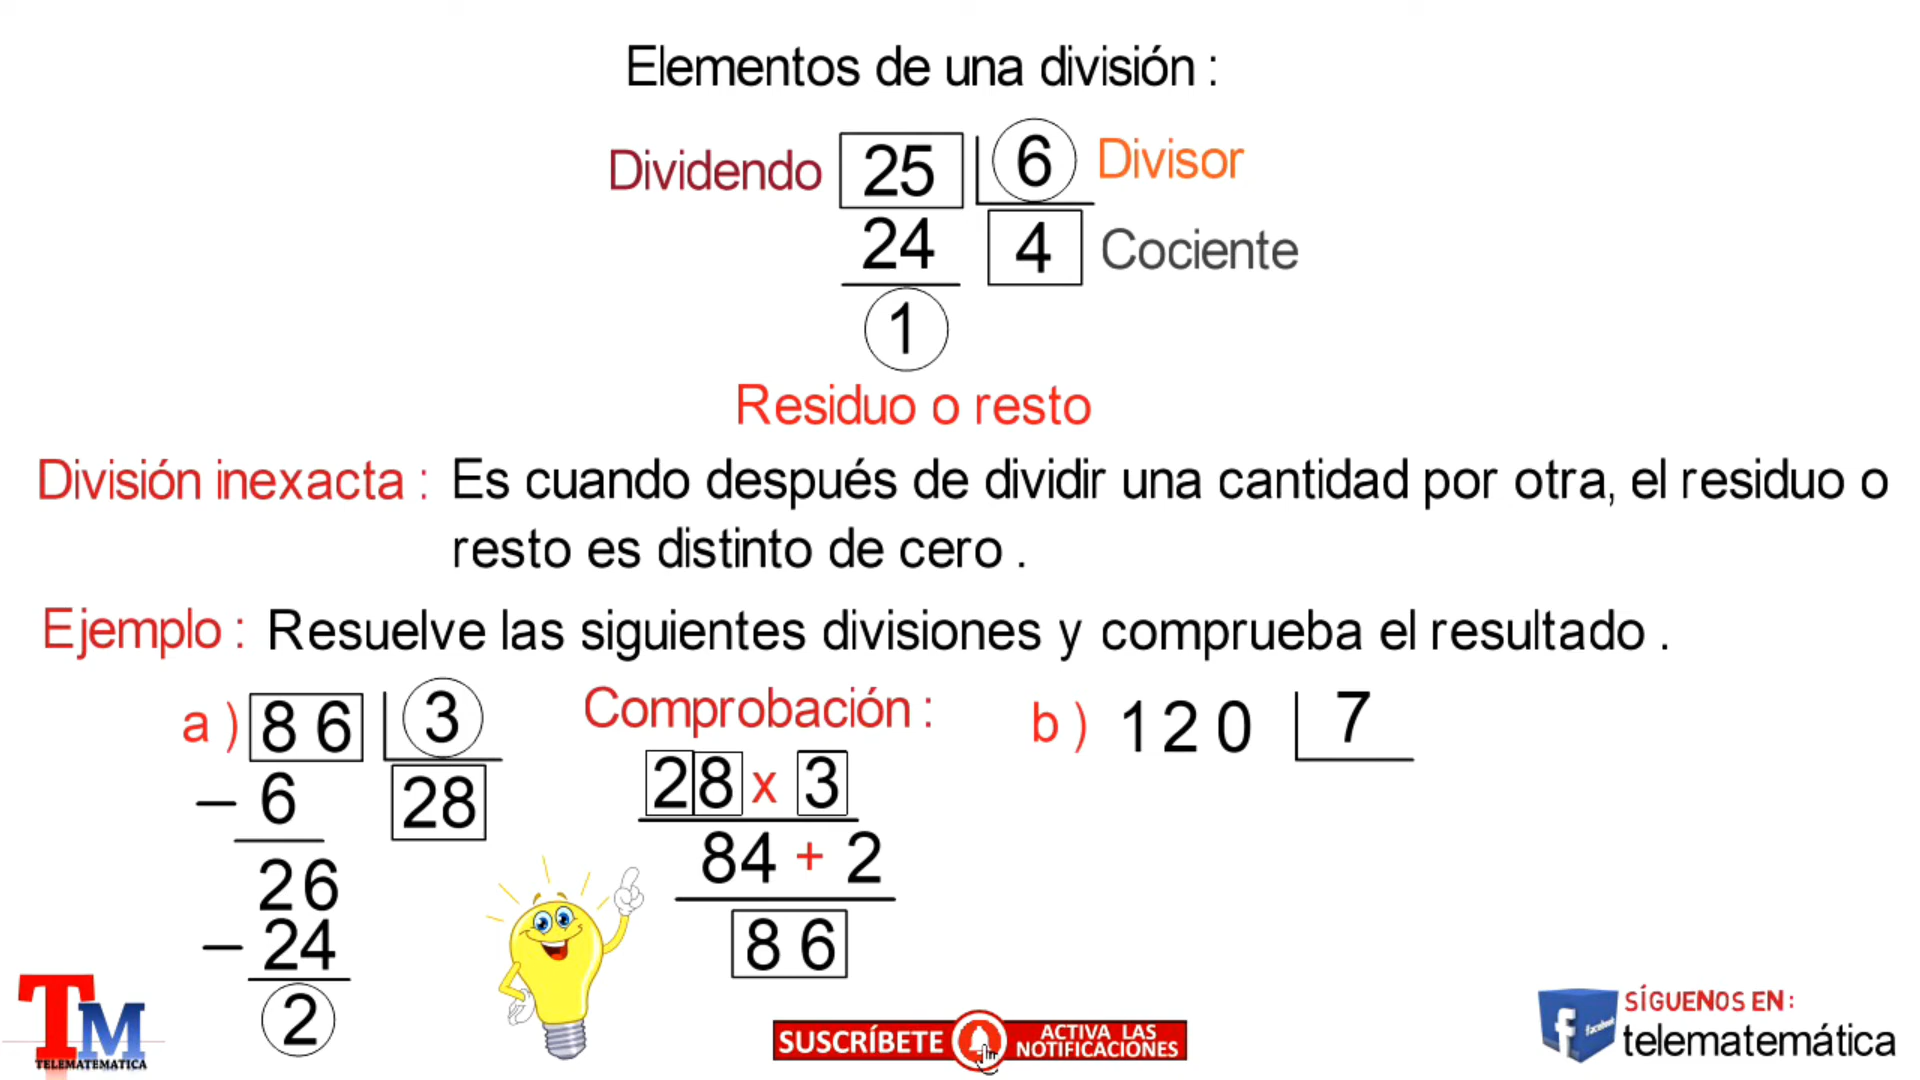 Elementos de una división :
Dividendo 25 6 Divisor
24 4 Cociente
1
Residuo o resto
División inexacta : Es cuando después de dividir una cantidad por otra, el residuo o
resto es distinto de cero .
Ejemplo : Resuelve las siguientes divisiones y comprueba el resultado .
a ) 8 6 3
28
− 6
26
− 24
2
Comprobación :
28 x 3
84 + 2
8 6
b ) 1 2 0 7
TM
TELEMATEMATICA
SUSCRÍBETE
ACTIVA LAS
NOTIFICACIONES
facebook
SÍGUENOS EN :
telematemática